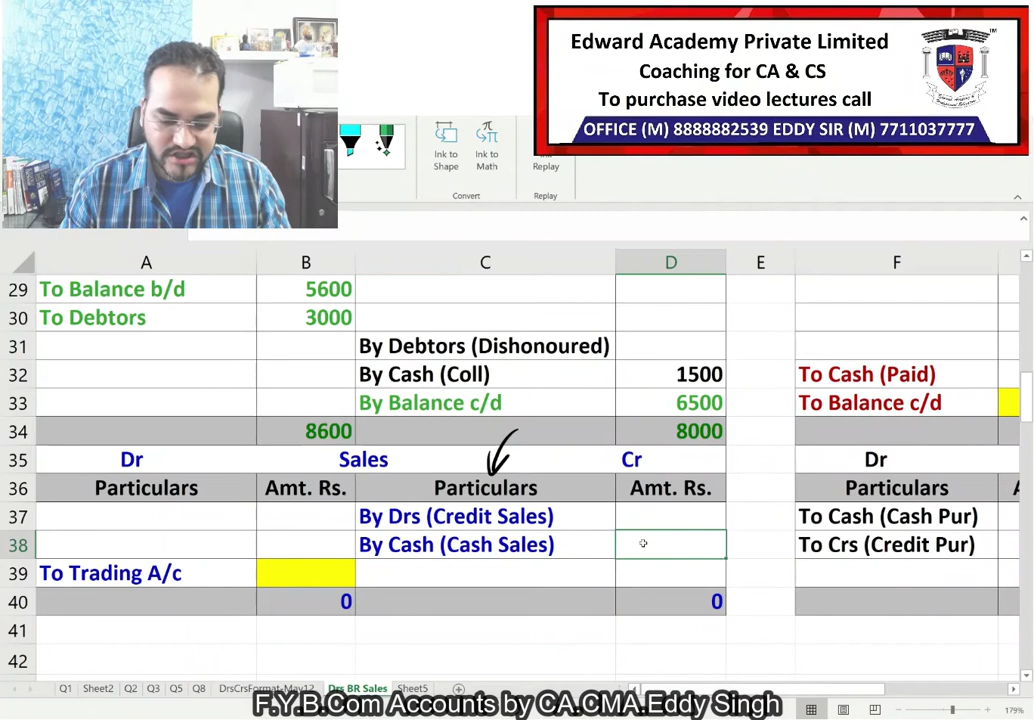 Edward Academy Private Limited
Coaching for CA & CS
To purchase video lectures call
OFFICE (M) 8888882539 EDDY SIR (M) 7711037777
Ink to Shape
Ink to Math
Ink Replay
Convert
Replay
A B C D E F
29 To Balance b/d 5600
30 To Debtors 3000
31 By Debtors (Dishonoured)
32 By Cash (Coll) 1500 To Cash (Paid)
33 By Balance c/d 6500 To Balance c/d
34 8600 8000
35 Dr Sales Cr Dr
36 Particulars Amt. Rs. Particulars Amt. Rs. Particulars A
37 By Drs (Credit Sales) To Cash (Cash Pur)
38 By Cash (Cash Sales) To Crs (Credit Pur)
39 To Trading A/c
40 0 0
41
42
Q1 Sheet2 Q2 Q3 Q5 Q8 DrsCrsFormat-May12 Drs BR Sales Sheet5
179%
F.Y.B.Com Accounts by CA.CMA.Eddy Singh